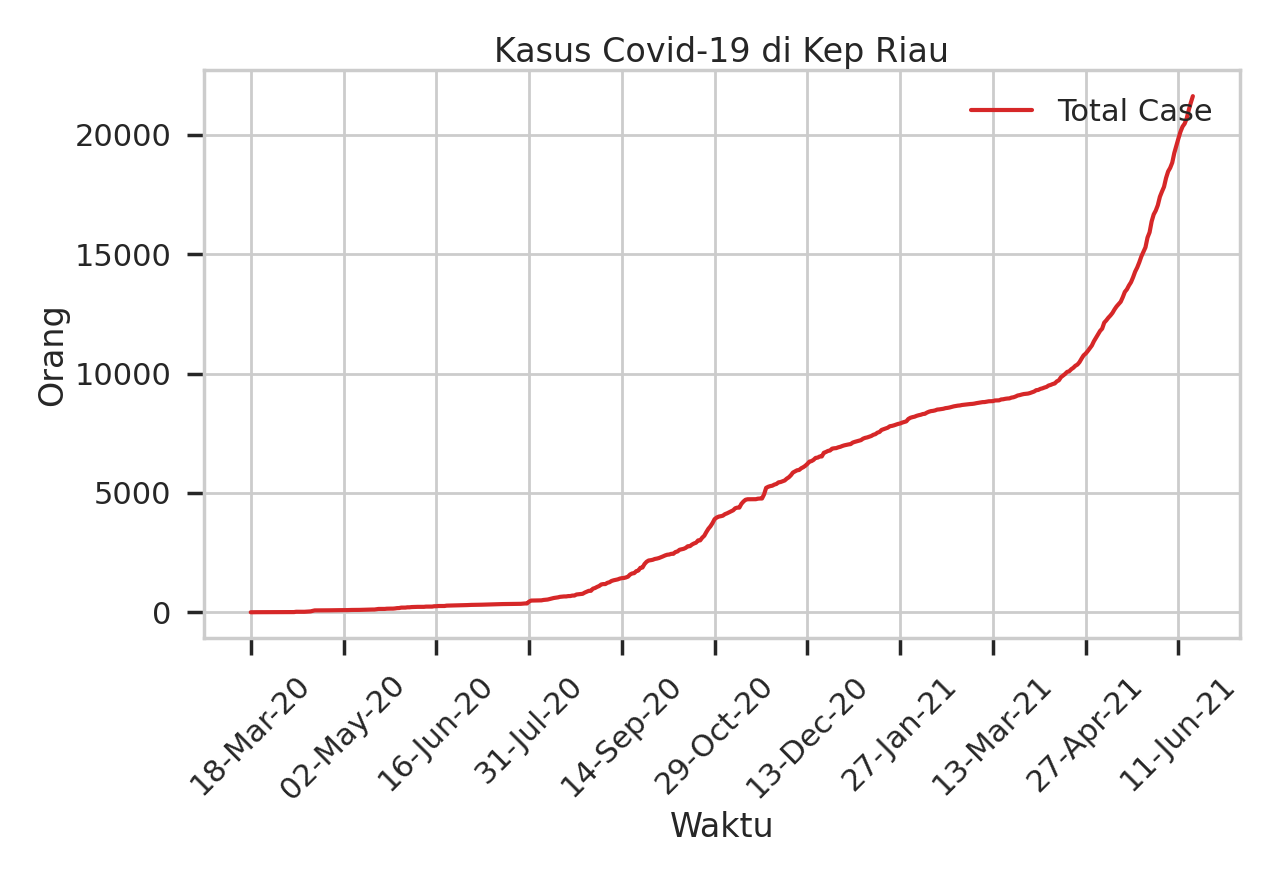 Kasus Covid-19 di Kep Riau
Total Case
Orang
20000
15000
10000
5000
0
18-Mar-20
02-May-20
16-Jun-20
31-Jul-20
14-Sep-20
29-Oct-20
13-Dec-20
27-Jan-21
13-Mar-21
27-Apr-21
11-Jun-21
Waktu